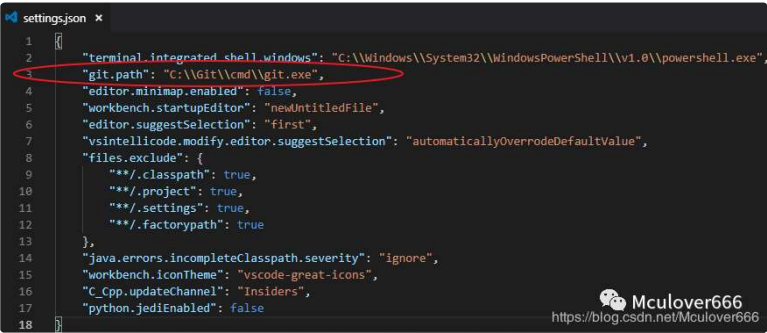 settings.json ×
1 {
2 "terminal.integrated.shell.windows": "C:\\Windows\\System32\\WindowsPowerShell\\v1.0\\powershell.exe",
3 "git.path": "C:\\Git\\cmd\\git.exe",
4 "editor.minimap.enabled": false,
5 "workbench.startupEditor": "newUntitledFile",
6 "editor.suggestSelection": "first",
7 "vsintellicode.modify.editor.suggestSelection": "automaticallyOverrodeDefaultValue",
8 "files.exclude": {
9 "**/.classpath": true,
10 "**/.project": true,
11 "**/.settings": true,
12 "**/.factorypath": true
13 },
14 "java.errors.incompleteClasspath.severity": "ignore",
15 "workbench.iconTheme": "vscode-great-icons",
16 "C_Cpp.updateChannel": "Insiders",
17 "python.jediEnabled": false
18 }
Mculover666
https://blog.csdn.net/Mculover666